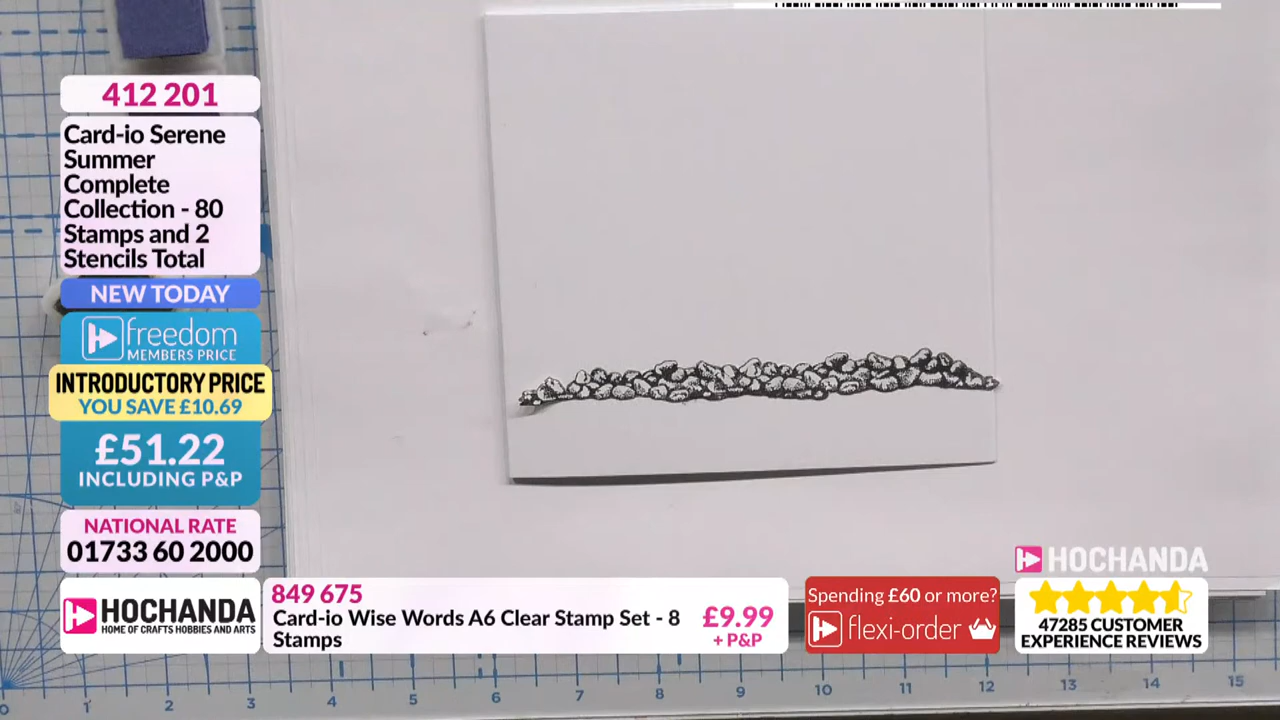 412 201
Card-io Serene
Summer
Complete
Collection - 80
Stamps and 2
Stencils Total
NEW TODAY
freedom
MEMBERS PRICE
INTRODUCTORY PRICE
YOU SAVE £10.69
£51.22
INCLUDING P&P
NATIONAL RATE
01733 60 2000
HOCHANDA
HOME OF CRAFTS HOBBIES AND ARTS
849 675
Card-io Wise Words A6 Clear Stamp Set - 8
Stamps
£9.99
+ P&P
Spending £60 or more?
flexi-order
HOCHANDA
47285 CUSTOMER
EXPERIENCE REVIEWS
0 1 2 3 4 5 6 7 8 9 10 11 12 13 14 15